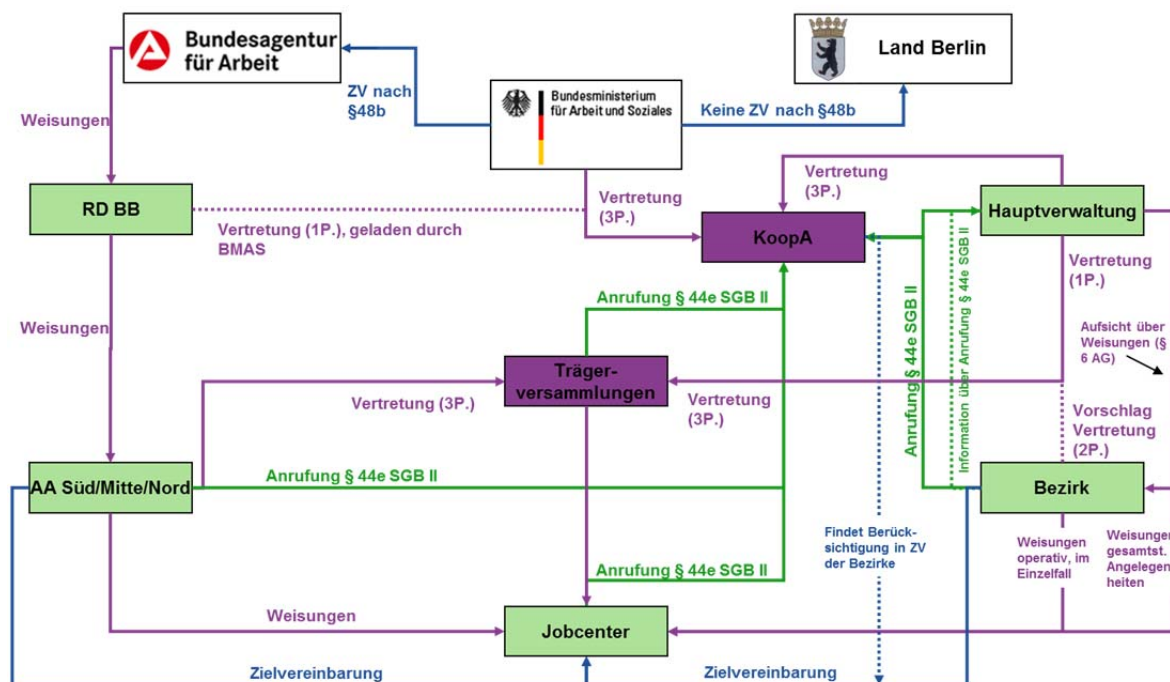 Bundesagentur
für Arbeit
Land Berlin
ZV nach
§48b
Bundesministerium
für Arbeit und Soziales
Keine ZV nach §48b
Weisungen
RD BB
Vertretung (1P.), geladen durch
BMAS
Vertretung
(3P.)
Vertretung
(3P.)
Hauptverwaltung
KoopA
Vertretung
(1P.)
Anrufung § 44e SGB II
Weisungen
Anrufung § 44e SGB II
Information über Anrufung § 44e SGB II
Aufsicht über
Weisungen (§
6 AG)
Träger-
versammlungen
Vertretung (3P.)
Vertretung
(3P.)
Vorschlag
Vertretung
(2P.)
AA Süd/Mitte/Nord
Anrufung § 44e SGB II
Bezirk
Findet Berück-
sichtigung in ZV
der Bezirke
Weisungen
operativ, im
Einzelfall
Weisungen
gesamtst.
Angelegen
heiten
Anrufung § 44e SGB II
Weisungen
Jobcenter
Zielvereinbarung
Zielvereinbarung